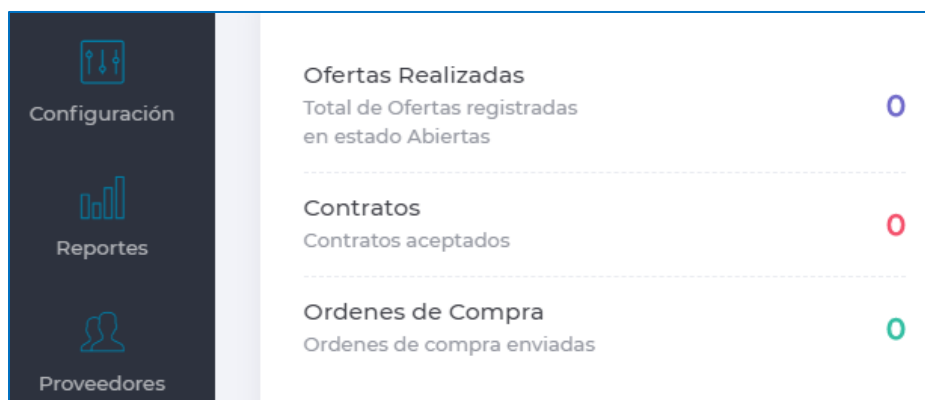 Configuración
Reportes
Proveedores
Ofertas Realizadas
Total de Ofertas registradas
en estado Abiertas
0
Contratos
Contratos aceptados
0
Ordenes de Compra
Ordenes de compra enviadas
0